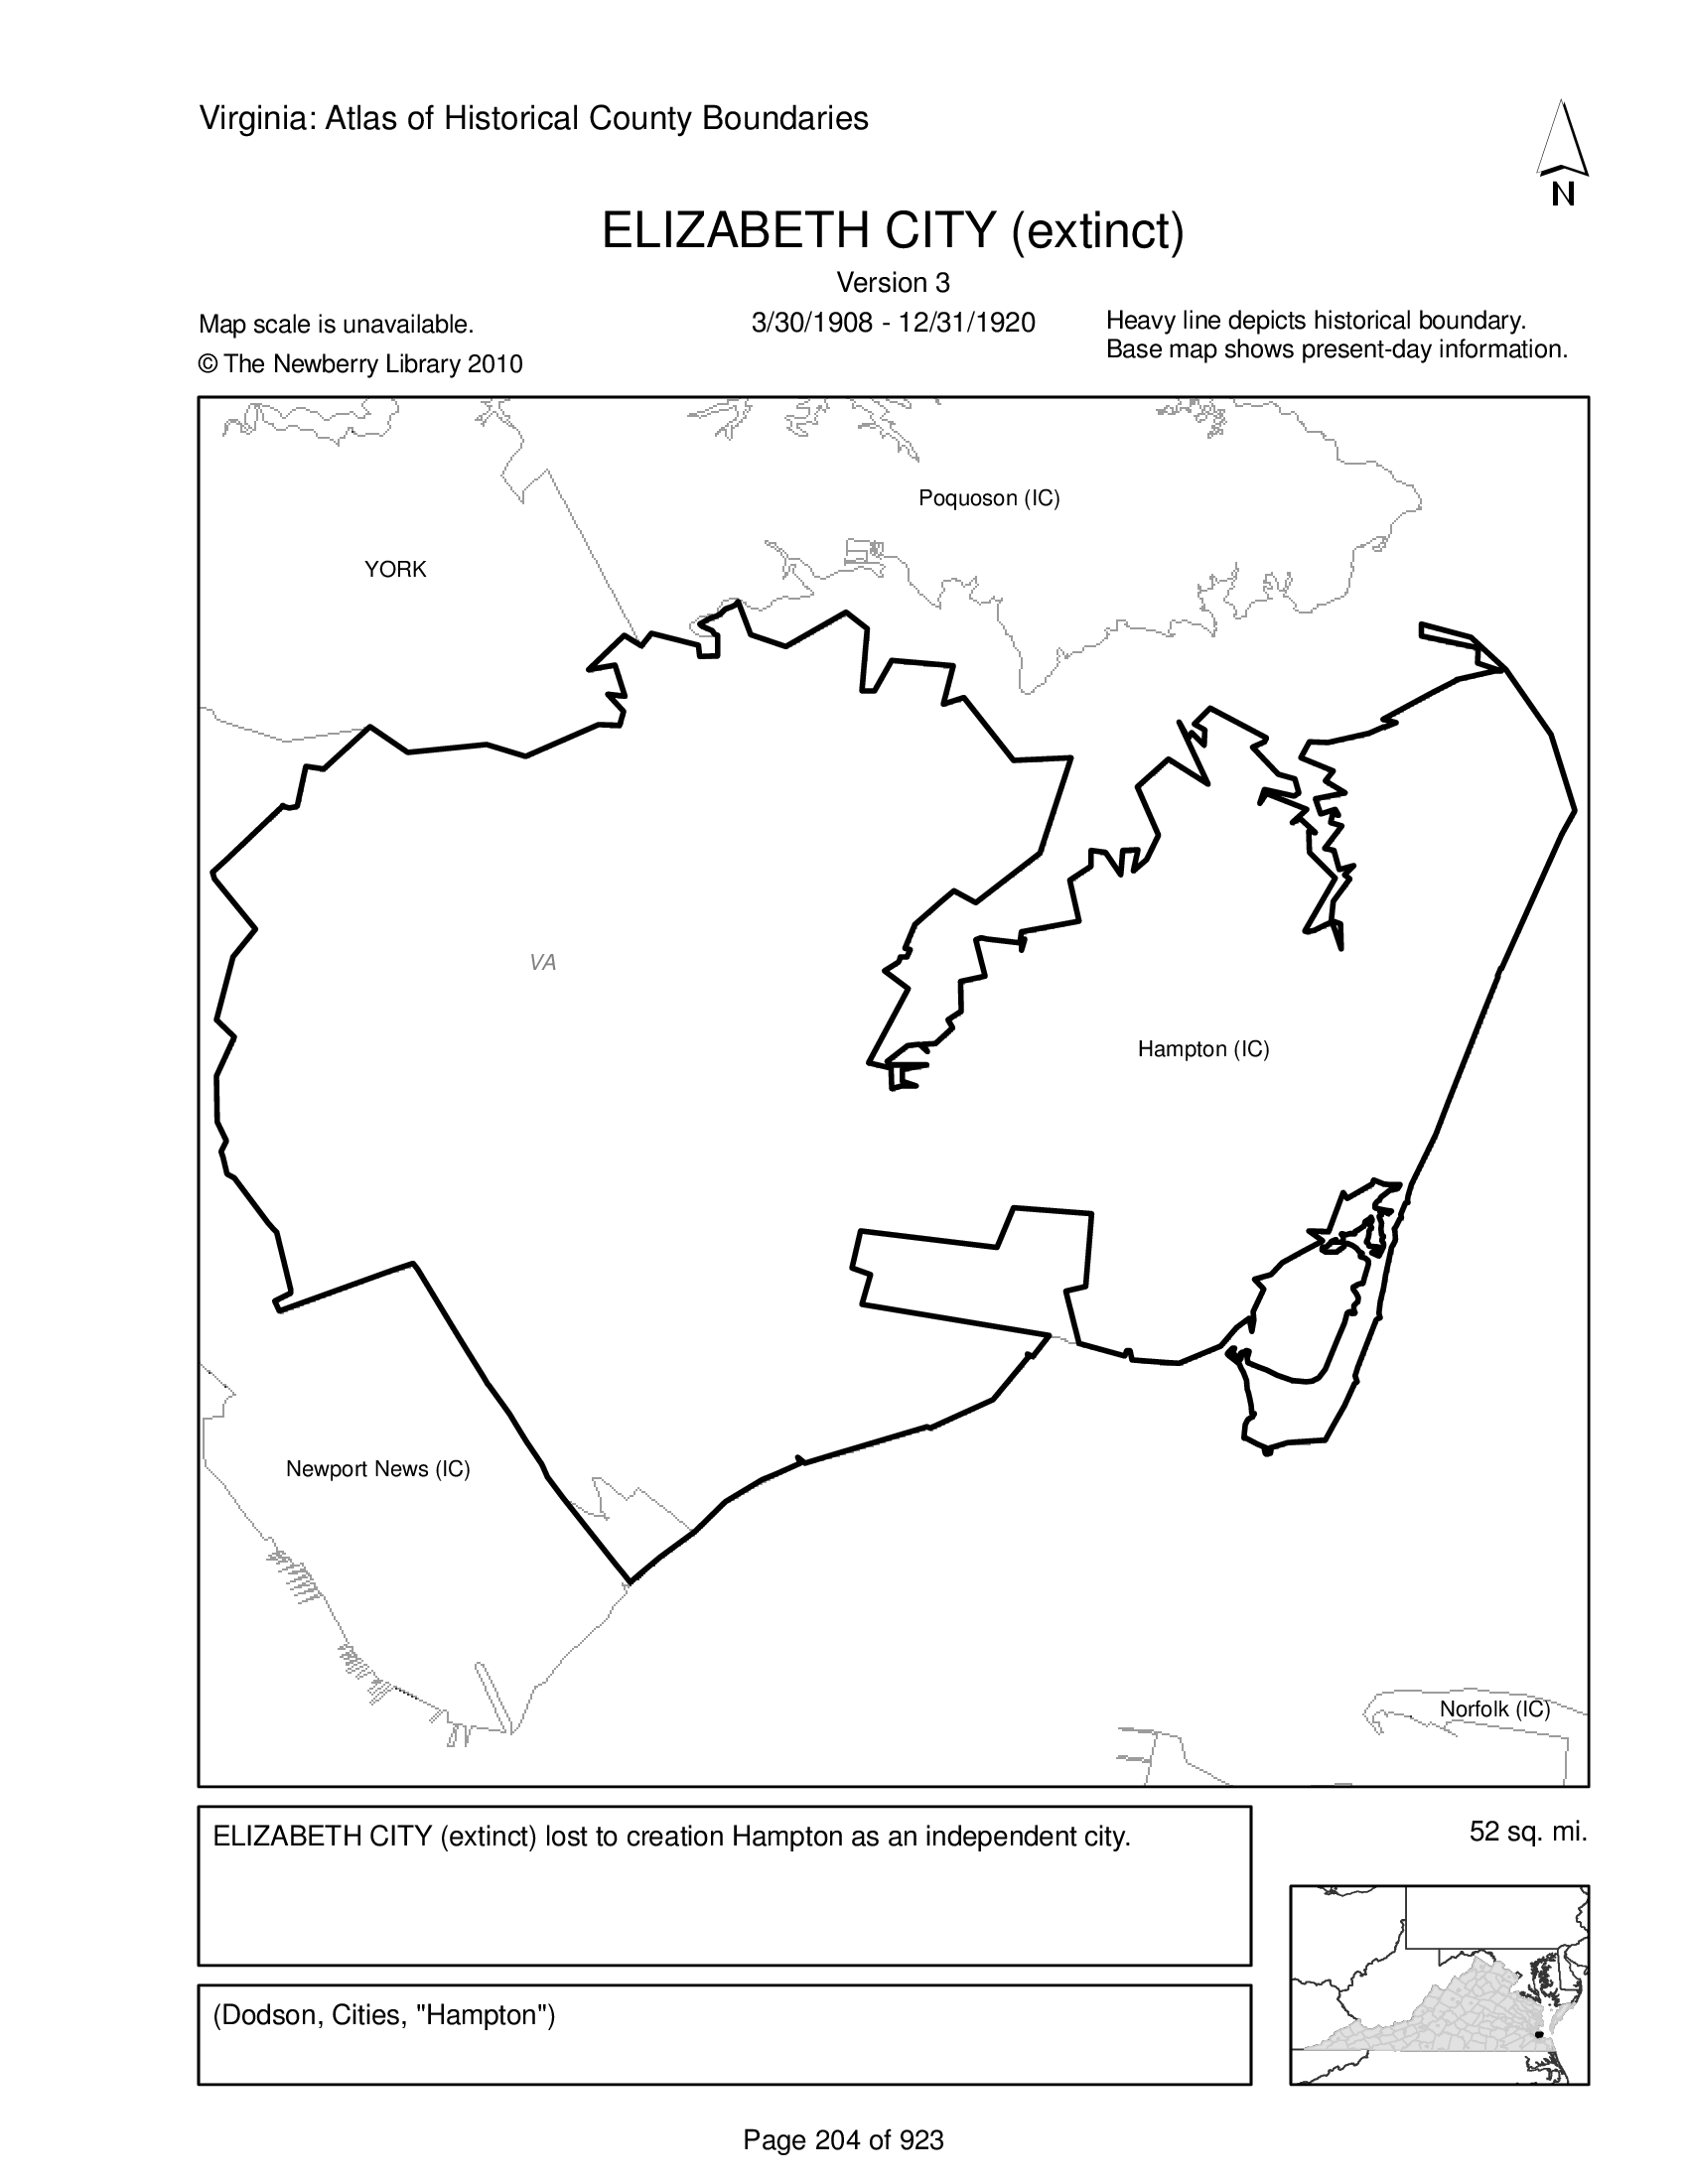 Virginia: Atlas of Historical County Boundaries
N
ELIZABETH CITY (extinct)
Version 3
Map scale is unavailable.
3/30/1908 - 12/31/1920
Heavy line depicts historical boundary.
Base map shows present-day information.
© The Newberry Library 2010
Poquoson (IC)
YORK
VA
Hampton (IC)
Newport News (IC)
Norfolk (IC)
ELIZABETH CITY (extinct) lost to creation Hampton as an independent city.
52 sq. mi.
(Dodson, Cities, "Hampton")
Page 204 of 923